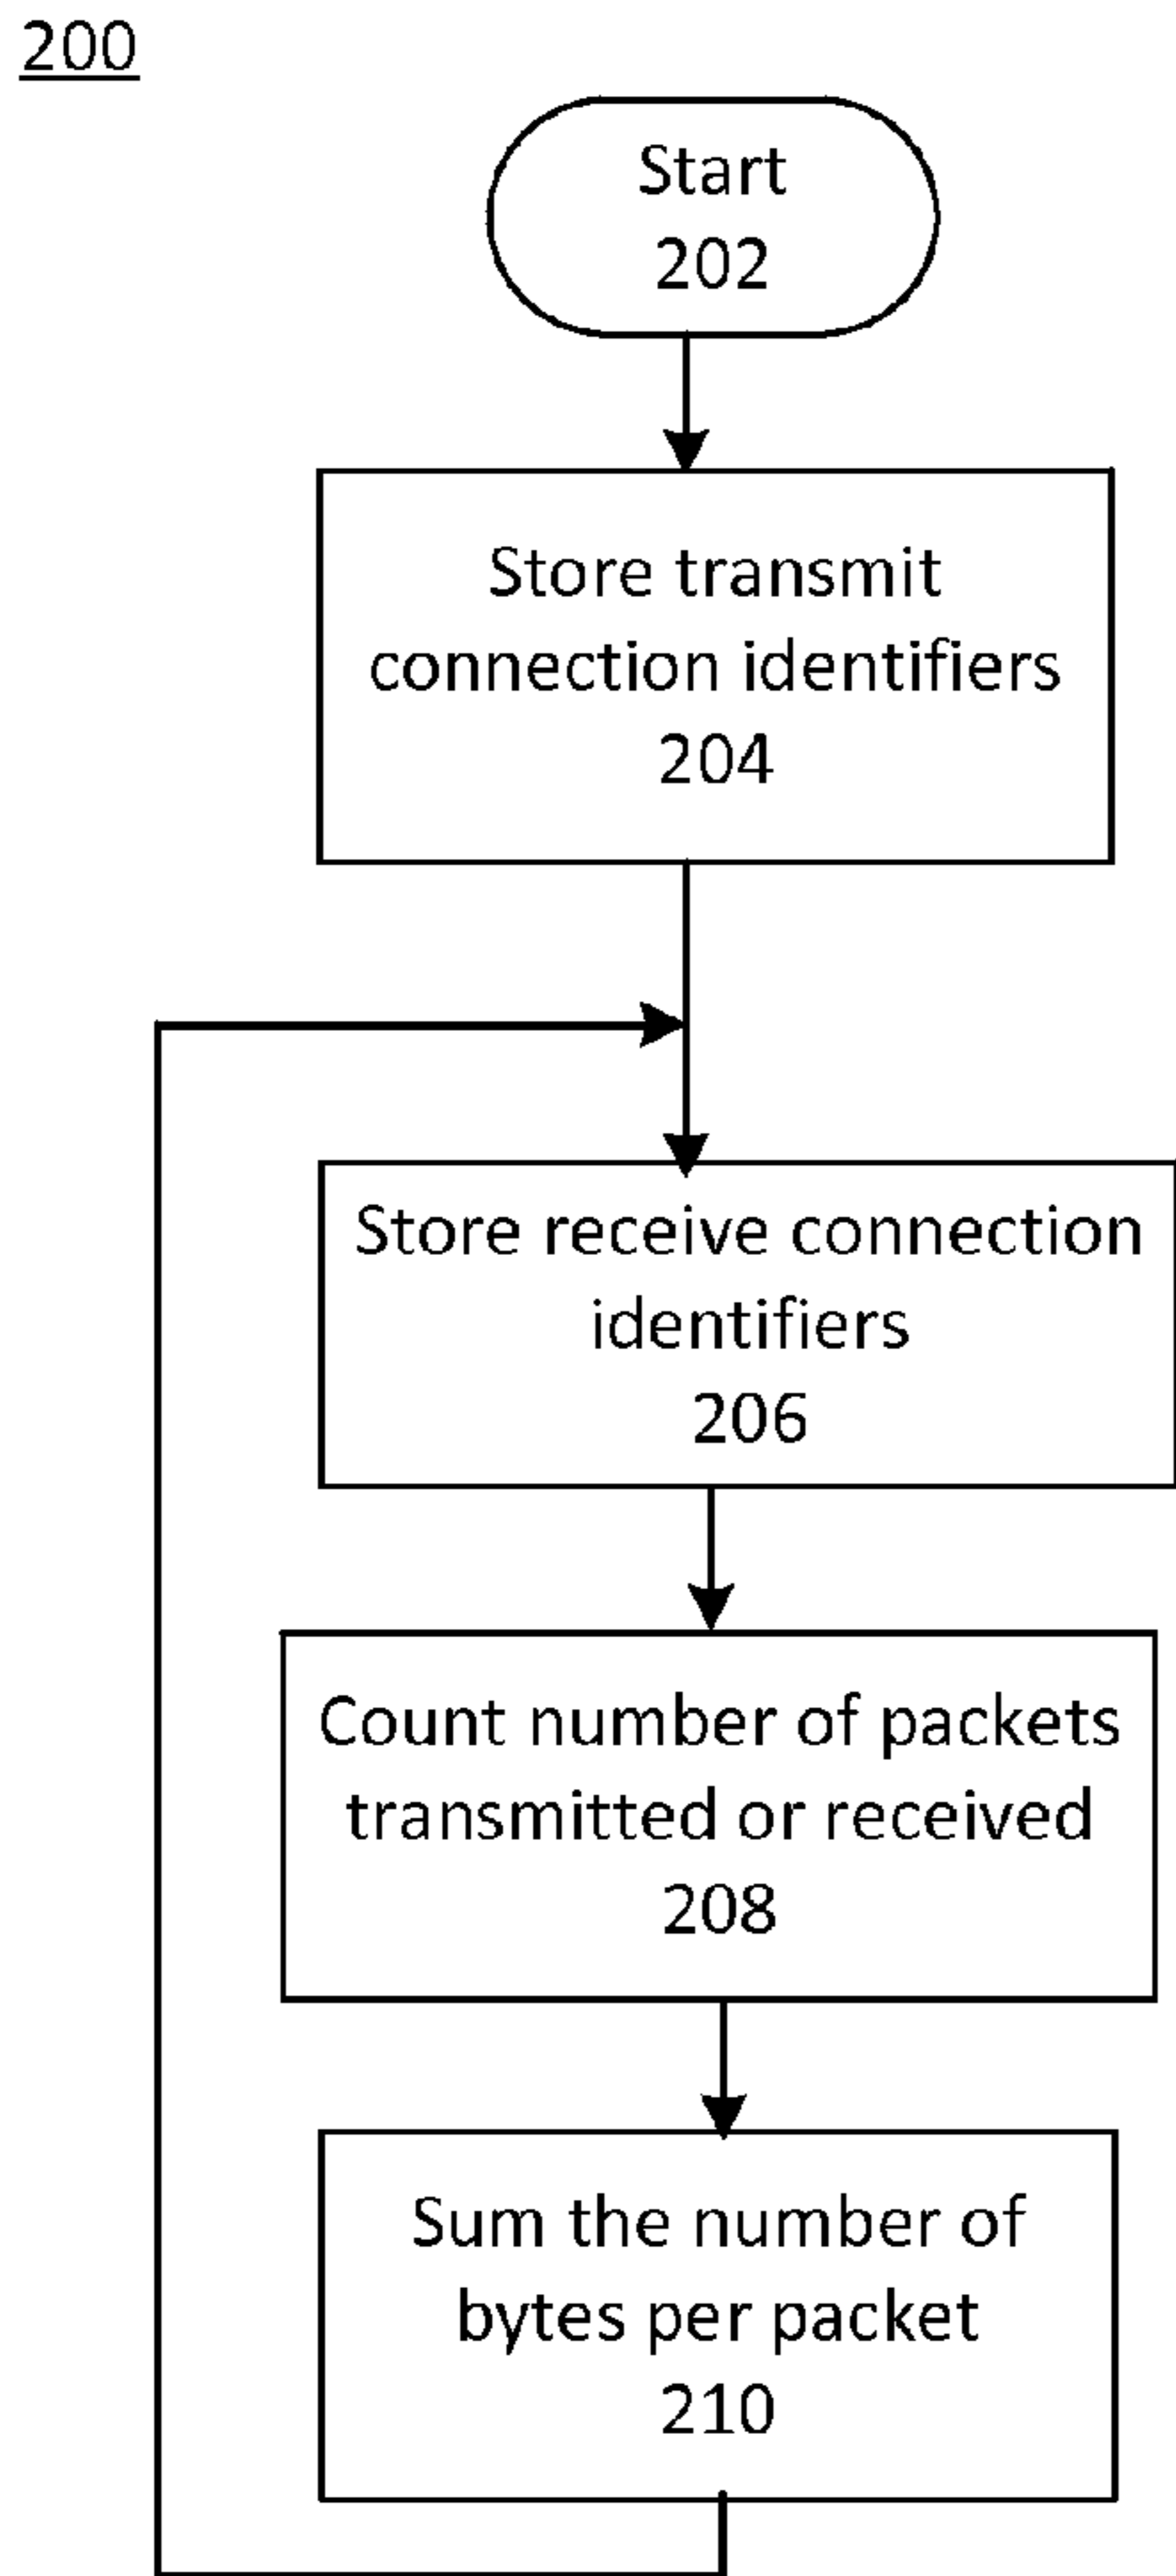 200
Start
202
Store transmit
connection identifiers
204
Store receive connection
identifiers
206
Count number of packets
transmitted or received
208
Sum the number of
bytes per packet
210